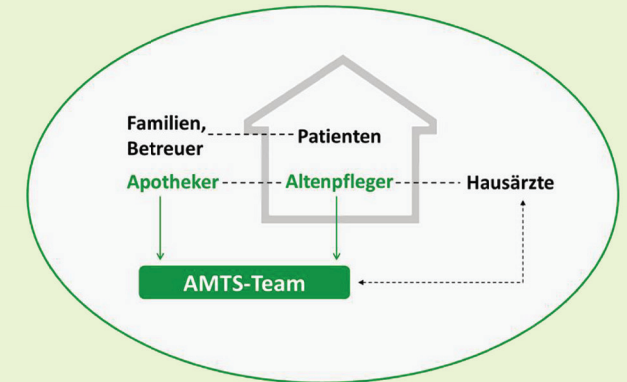 Familien,
Betreuer
Patienten
Apotheker
Altenpfleger
Hausärzte
AMTS-Team